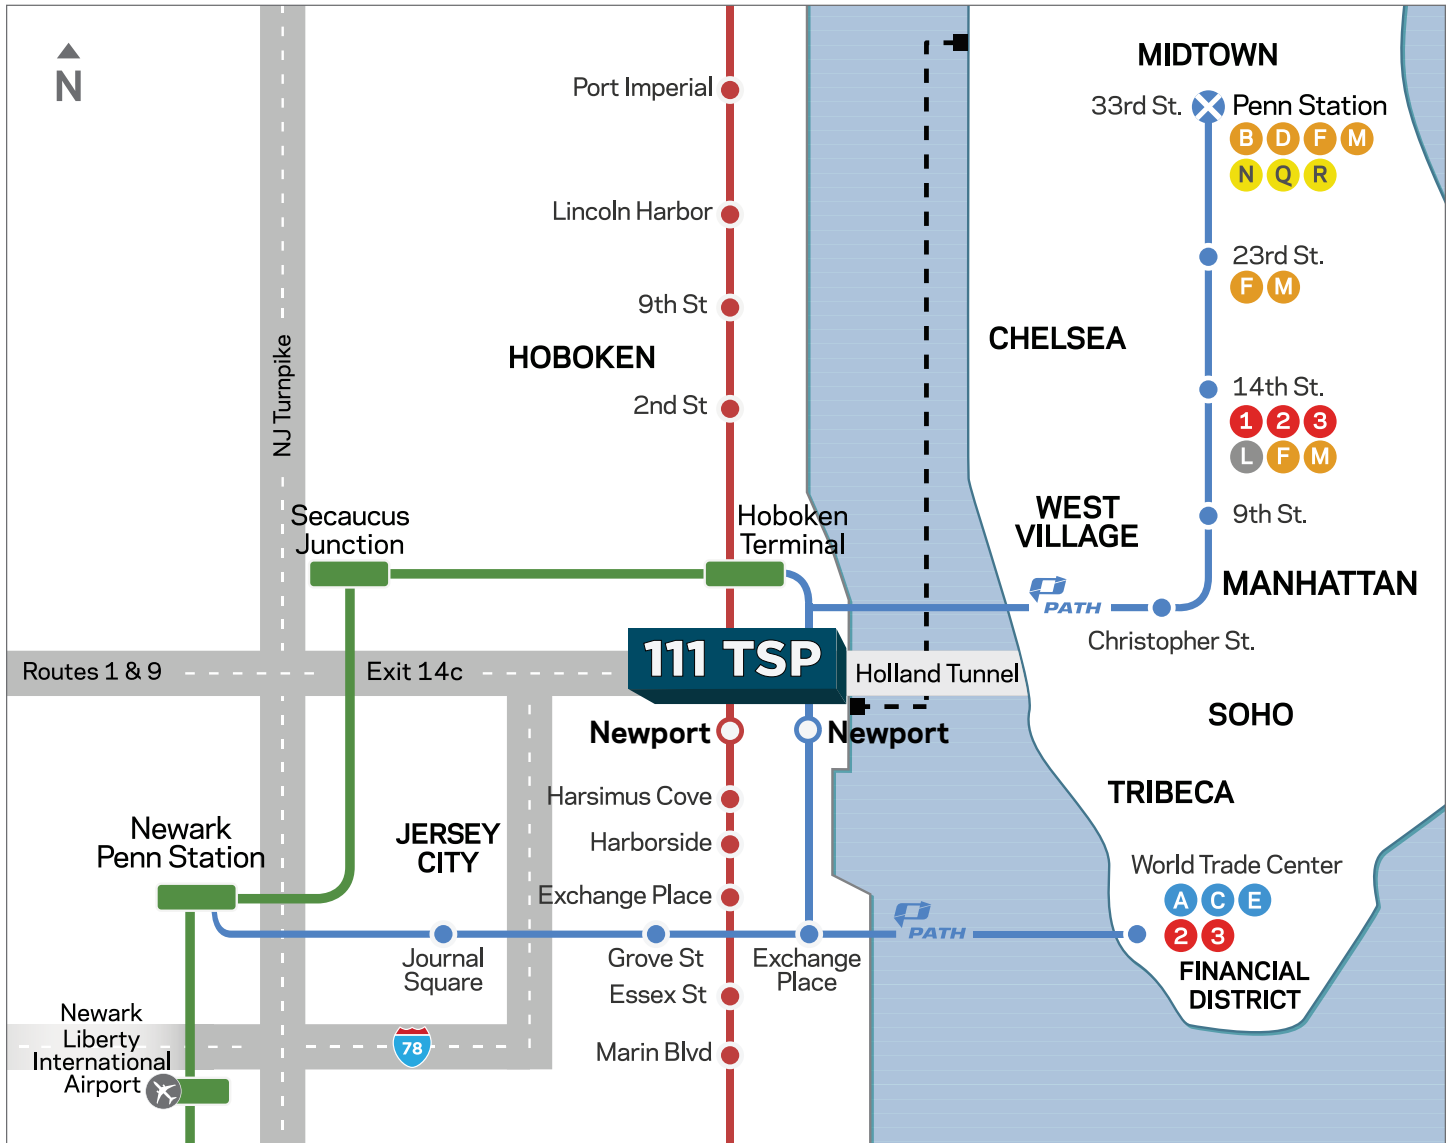 N
MIDTOWN
Port Imperial
33rd St.
Penn Station
B D F M
N Q R
Lincoln Harbor
23rd St.
F M
9th St
CHELSEA
HOBOKEN
NJ Turnpike
2nd St
14th St.
1 2 3
L F M
Secaucus
Junction
Hoboken
Terminal
WEST
VILLAGE
9th St.
MANHATTAN
PATH
Christopher St.
Routes 1 & 9
Exit 14c
111 TSP
Holland Tunnel
SOHO
Newport
Newport
Harsimus Cove
TRIBECA
Harborside
Newark
Penn Station
JERSEY
CITY
World Trade Center
A C E
2 3
Exchange Place
PATH
Journal
Square
Grove St
Exchange
Place
FINANCIAL
DISTRICT
Essex St
Newark
Liberty
International
Airport
78
Marin Blvd